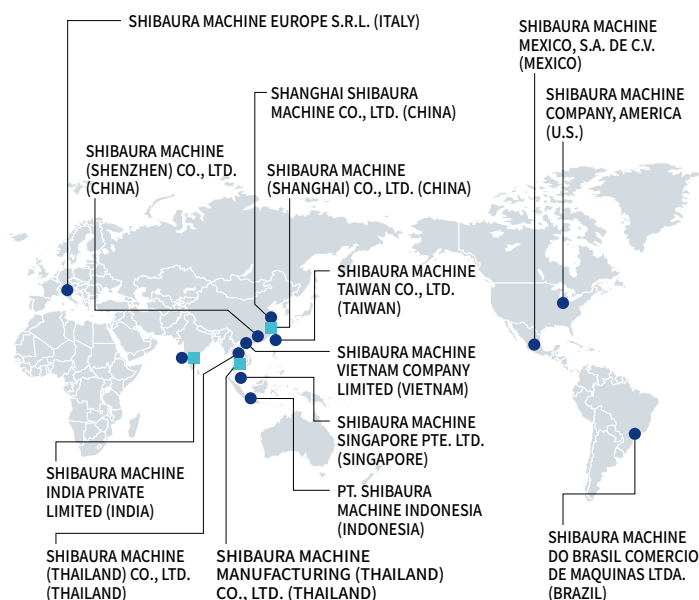 SHIBAURA MACHINE EUROPE S.R.L. (ITALY)
SHIBAURA MACHINE
MEXICO, S.A. DE C.V.
(MEXICO)
SHANGHAI SHIBAURA
MACHINE CO., LTD. (CHINA)
SHIBAURA MACHINE
COMPANY, AMERICA
(U.S.)
SHIBAURA MACHINE
(SHENZHEN) CO., LTD.
(CHINA)
SHIBAURA MACHINE
(SHANGHAI) CO., LTD. (CHINA)
SHIBAURA MACHINE
TAIWAN CO., LTD.
(TAIWAN)
SHIBAURA MACHINE
VIETNAM COMPANY
LIMITED (VIETNAM)
SHIBAURA MACHINE
SINGAPORE PTE. LTD.
(SINGAPORE)
SHIBAURA MACHINE
INDIA PRIVATE
LIMITED (INDIA)
PT. SHIBAURA
MACHINE INDONESIA
(INDONESIA)
SHIBAURA MACHINE
(THAILAND) CO., LTD.
(THAILAND)
SHIBAURA MACHINE
MANUFACTURING (THAILAND)
CO., LTD. (THAILAND)
SHIBAURA MACHINE
DO BRASIL COMERCIO
DE MAQUINAS LTDA.
(BRAZIL)